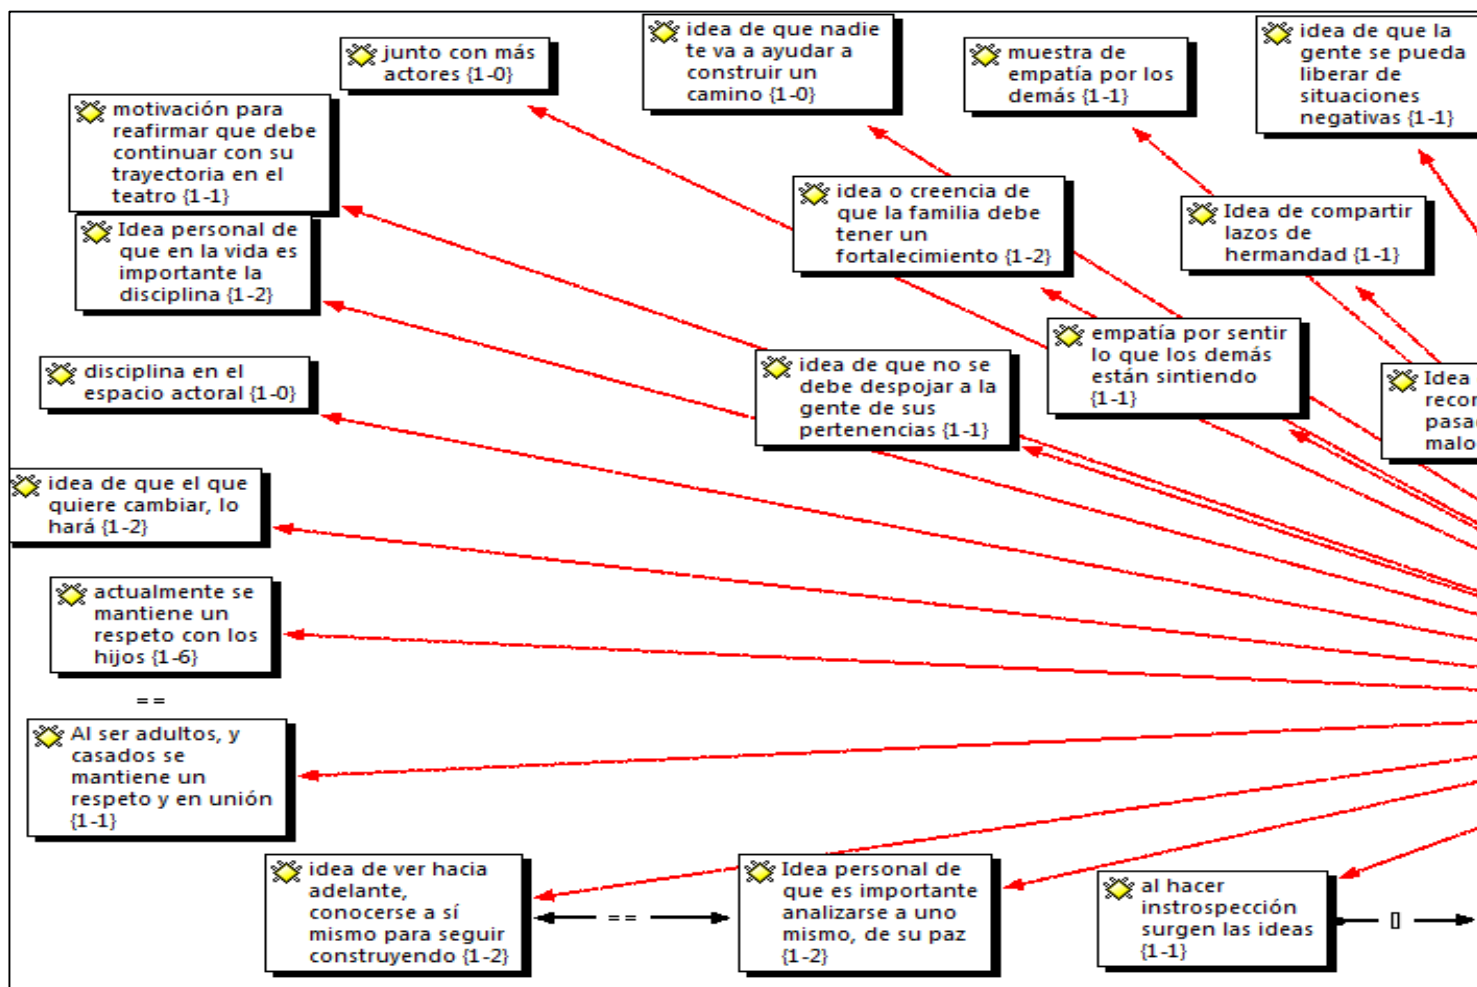 junto con más
actores {1-0}
idea de que nadie
te va a ayudar a
construir un
camino {1-0}
muestra de
empatía por los
demás {1-1}
idea de que la
gente se pueda
liberar de
situaciones
negativas {1-1}
motivación para
reafirmar que debe
continuar con su
trayectoria en el
teatro {1-1}
idea o creencia de
que la familia debe
tener un
fortalecimiento {1-2}
Idea de compartir
lazos de
hermandad {1-1}
Idea personal de
que en la vida es
importante la
disciplina {1-2}
empatía por sentir
lo que los demás
están sintiendo
{1-1}
idea de que no se
debe despojar a la
gente de sus
pertenencias {1-1}
Idea
disciplina en el
espacio actoral {1-0}
idea de que el que
quiere cambiar, lo
hará {1-2}
actualmente se
mantiene un
respeto con los
hijos {1-6}
==
Al ser adultos, y
casados se
mantiene un
respeto y en unión
{1-1}
idea de ver hacia
adelante,
conocerse a sí
mismo para seguir
construyendo {1-2}
==
Idea personal de
que es importante
analizarse a uno
mismo, de su paz
{1-2}
al hacer
instrospección
surgen las ideas
{1-1}
[]